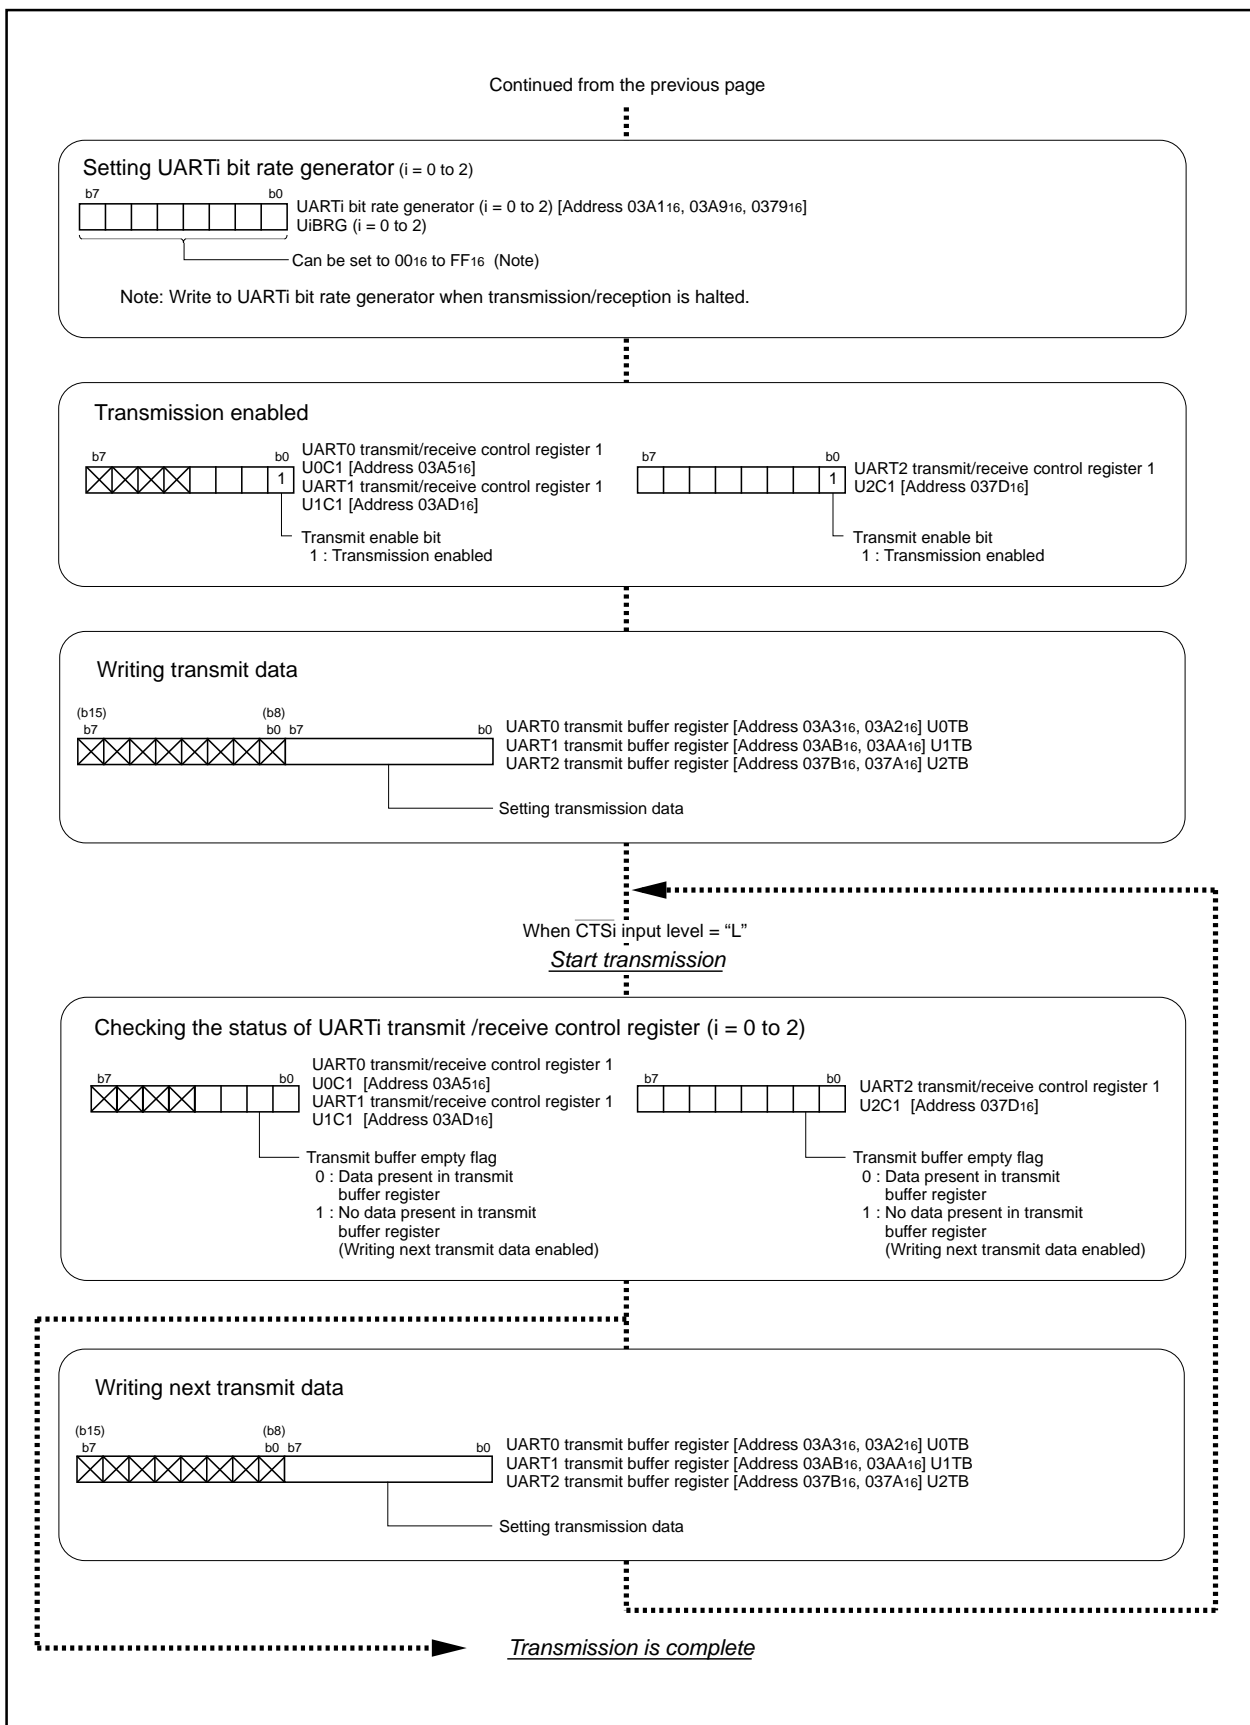 Continued from the previous page
Setting UARTi bit rate generator (i = 0 to 2)
b7 b0
UARTi bit rate generator (i = 0 to 2) [Address 03A116, 03A916, 037916]
UiBRG (i = 0 to 2)
Can be set to 0016 to FF16 (Note)
Note: Write to UARTi bit rate generator when transmission/reception is halted.
Transmission enabled
b7 b0
1
UART0 transmit/receive control register 1
U0C1 [Address 03A516]
UART1 transmit/receive control register 1
U1C1 [Address 03AD16]
Transmit enable bit
1 : Transmission enabled
b7 b0
1
UART2 transmit/receive control register 1
U2C1 [Address 037D16]
Transmit enable bit
1 : Transmission enabled
Writing transmit data
(b15) (b8)
b7 b0 b7 b0
UART0 transmit buffer register [Address 03A316, 03A216] U0TB
UART1 transmit buffer register [Address 03AB16, 03AA16] U1TB
UART2 transmit buffer register [Address 037B16, 037A16] U2TB
Setting transmission data
When C̅T̅S̅i̅ input level = “L”
Start transmission
Checking the status of UARTi transmit /receive control register (i = 0 to 2)
b7 b0
UART0 transmit/receive control register 1
U0C1 [Address 03A516]
UART1 transmit/receive control register 1
U1C1 [Address 03AD16]
Transmit buffer empty flag
0 : Data present in transmit
buffer register
1 : No data present in transmit
buffer register
(Writing next transmit data enabled)
b7 b0
UART2 transmit/receive control register 1
U2C1 [Address 037D16]
Transmit buffer empty flag
0 : Data present in transmit
buffer register
1 : No data present in transmit
buffer register
(Writing next transmit data enabled)
Writing next transmit data
(b15) (b8)
b7 b0 b7 b0
UART0 transmit buffer register [Address 03A316, 03A216] U0TB
UART1 transmit buffer register [Address 03AB16, 03AA16] U1TB
UART2 transmit buffer register [Address 037B16, 037A16] U2TB
Setting transmission data
Transmission is complete